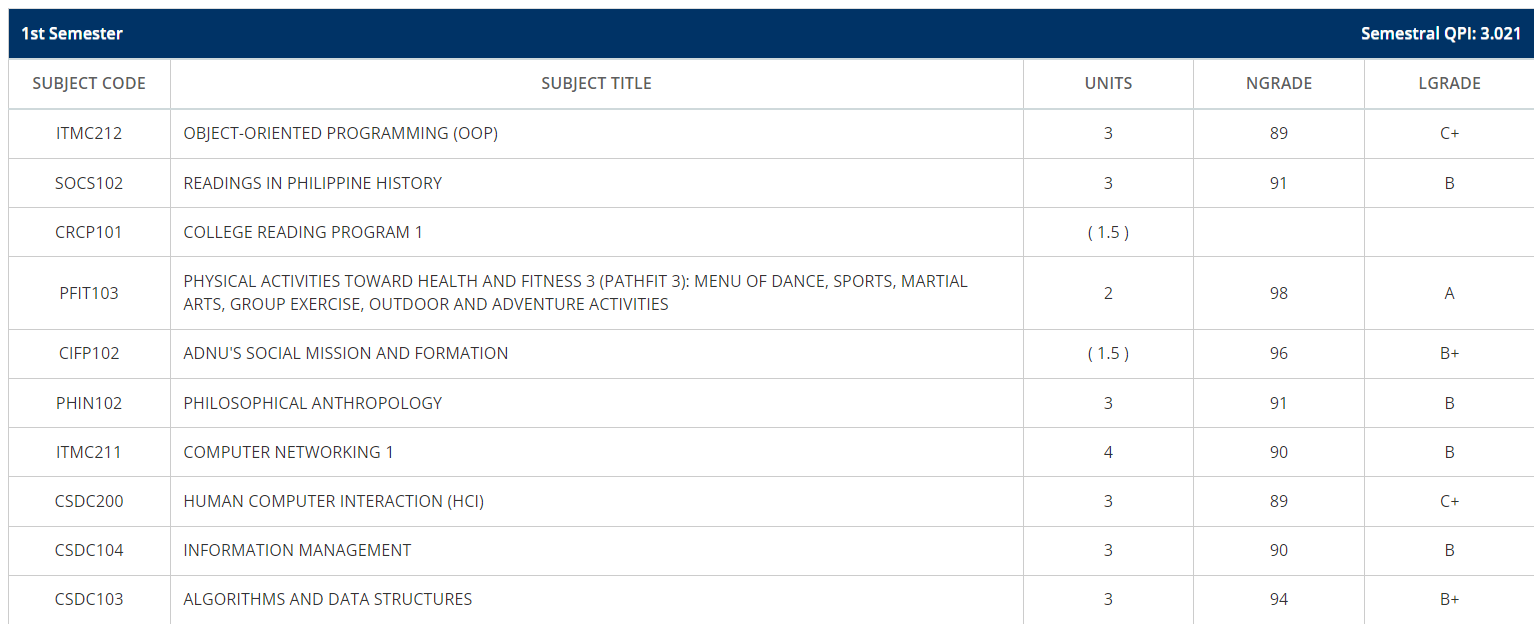 1st Semester Semestral QPI: 3.021
SUBJECT CODE SUBJECT TITLE UNITS NGRADE LGRADE
ITMC212 OBJECT-ORIENTED PROGRAMMING (OOP) 3 89 C+
SOCS102 READINGS IN PHILIPPINE HISTORY 3 91 B
CRCP101 COLLEGE READING PROGRAM 1 ( 1.5 )
PFIT103 PHYSICAL ACTIVITIES TOWARD HEALTH AND FITNESS 3 (PATHFIT 3): MENU OF DANCE, SPORTS, MARTIAL
ARTS, GROUP EXERCISE, OUTDOOR AND ADVENTURE ACTIVITIES 2 98 A
CIFP102 ADNU'S SOCIAL MISSION AND FORMATION ( 1.5 ) 96 B+
PHIN102 PHILOSOPHICAL ANTHROPOLOGY 3 91 B
ITMC211 COMPUTER NETWORKING 1 4 90 B
CSDC200 HUMAN COMPUTER INTERACTION (HCI) 3 89 C+
CSDC104 INFORMATION MANAGEMENT 3 90 B
CSDC103 ALGORITHMS AND DATA STRUCTURES 3 94 B+